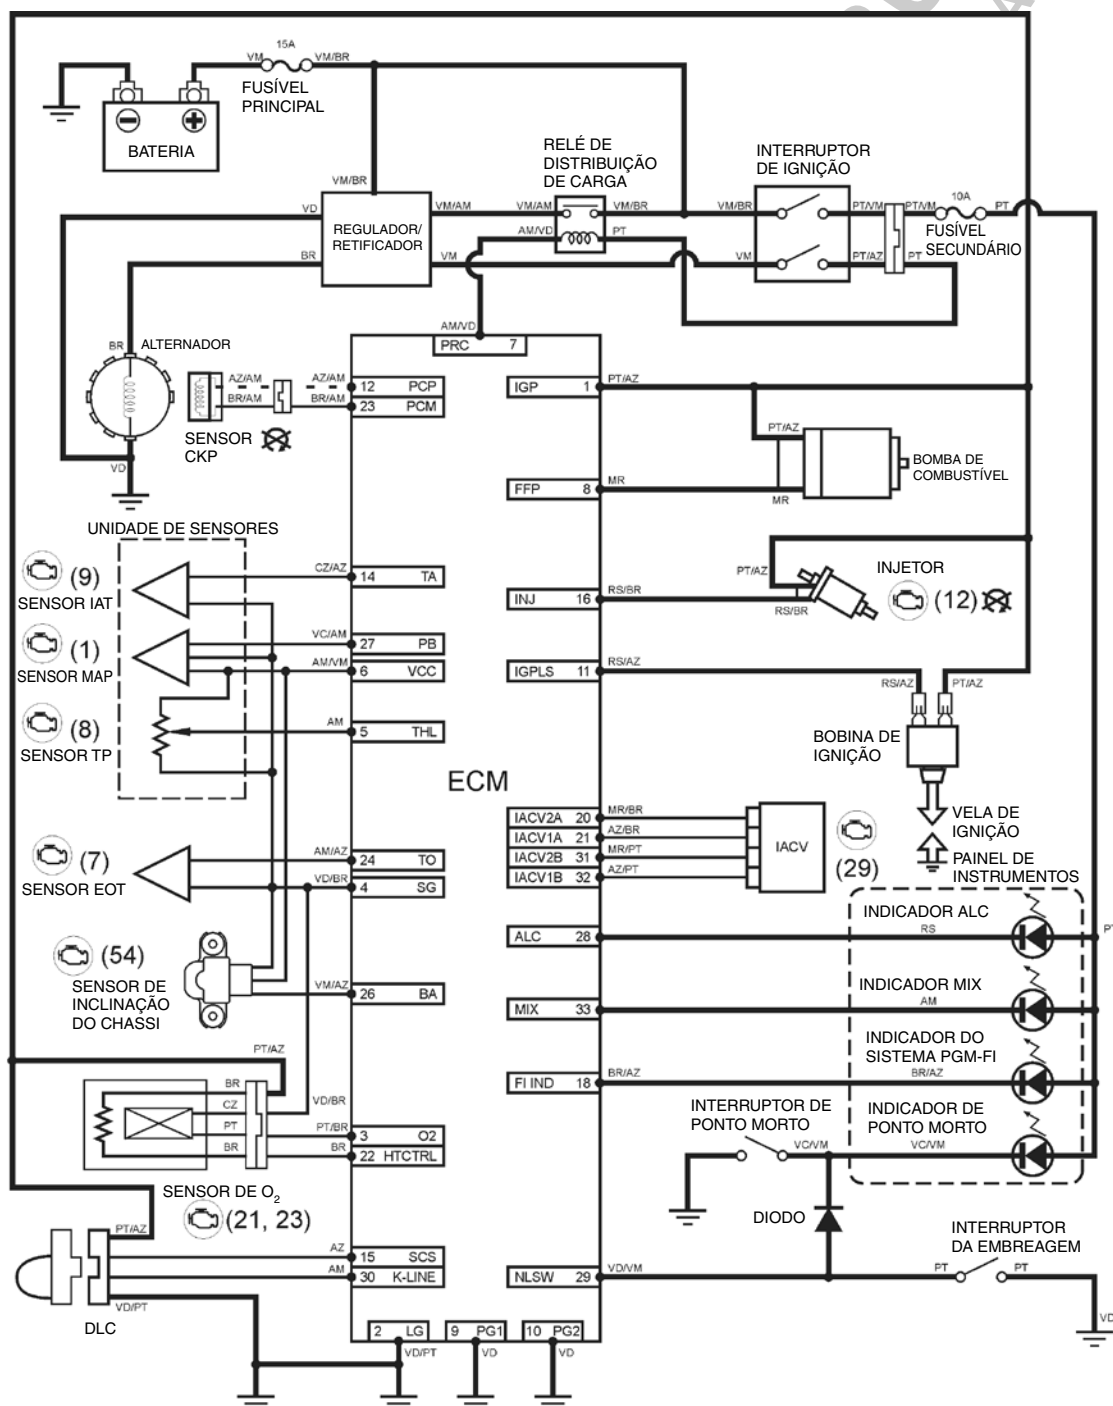 15A
VM
VM/BR
FUSÍVEL
PRINCIPAL
BATERIA
RELÉ DE
DISTRIBUIÇÃO
DE CARGA
INTERRUPTOR
DE IGNIÇÃO
VM/BR
VD
REGULADOR/
RETIFICADOR
VM/AM
VM/AM
VM/BR
VM/BR
PT/VM
PT/VM
10A
PT
FUSÍVEL
SECUNDÁRIO
AM/VD
PT
BR
VM
VM
PT/AZ
PT
AM/VD
PRC 7
BR
ALTERNADOR
AZ/AM
AZ/AM
12 PCP
BR/AM
BR/AM
23 PCM
SENSOR
CKP
VD
IGP 1
PT/AZ
PT/AZ
BOMBA DE
COMBUSTÍVEL
FFP 8
MR
MR
UNIDADE DE SENSORES
(9)
SENSOR IAT
CZ/AZ
14 TA
PT/AZ
INJETOR
(12)
INJ 16
RS/BR
RS/BR
(1)
SENSOR MAP
VC/AM
27 PB
AM/VM
6 VCC
IGPLS 11
RS/AZ
RS/AZ
PT/AZ
(8)
SENSOR TP
AM
5 THL
BOBINA DE
IGNIÇÃO
ECM
VELA DE
IGNIÇÃO
IACV2A 20
MR/BR
IACV1A 21
AZ/BR
IACV2B 31
MR/PT
IACV1B 32
AZ/PT
IACV
(29)
PAINEL DE
INSTRUMENTOS
(7)
SENSOR EOT
AM/AZ
24 TO
VD/BR
4 SG
INDICADOR ALC
ALC 28
RS
PT
(54)
SENSOR DE
INCLINAÇÃO
DO CHASSI
VM/AZ
26 BA
INDICADOR MIX
MIX 33
AM
INDICADOR DO
SISTEMA PGM-FI
FI IND 18
BR/AZ
BR/AZ
PT/AZ
BR
CZ
VD/BR
PT
PT/BR
3 O2
BR
BR
22 HTCTRL
SENSOR DE O2
(21, 23)
INTERRUPTOR DE
PONTO MORTO
INDICADOR DE
PONTO MORTO
VC/VM
VC/VM
DIODO
INTERRUPTOR
DA EMBREAGEM
PT/AZ
AZ
15 SCS
AM
30 K-LINE
VD/PT
DLC
NLSW 29
VD/VM
PT
PT
VD
2 LG
9 PG1
10 PG2
VD/PT
VD
VD